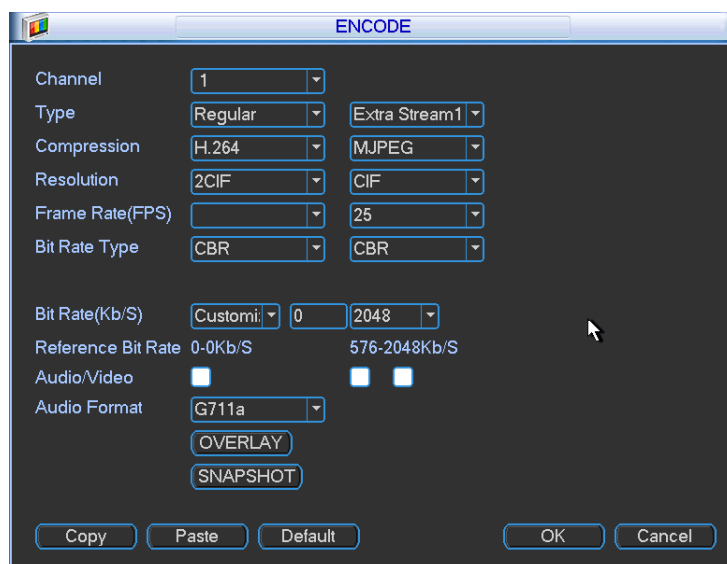 ENCODE
Channel 1
Type Regular Extra Stream1
Compression H.264 MJPEG
Resolution 2CIF CIF
Frame Rate(FPS) 25
Bit Rate Type CBR CBR
Bit Rate(Kb/S) Customi: 0 2048
Reference Bit Rate 0-0Kb/S 576-2048Kb/S
Audio/Video
Audio Format G711a
OVERLAY
SNAPSHOT
Copy Paste Default OK Cancel